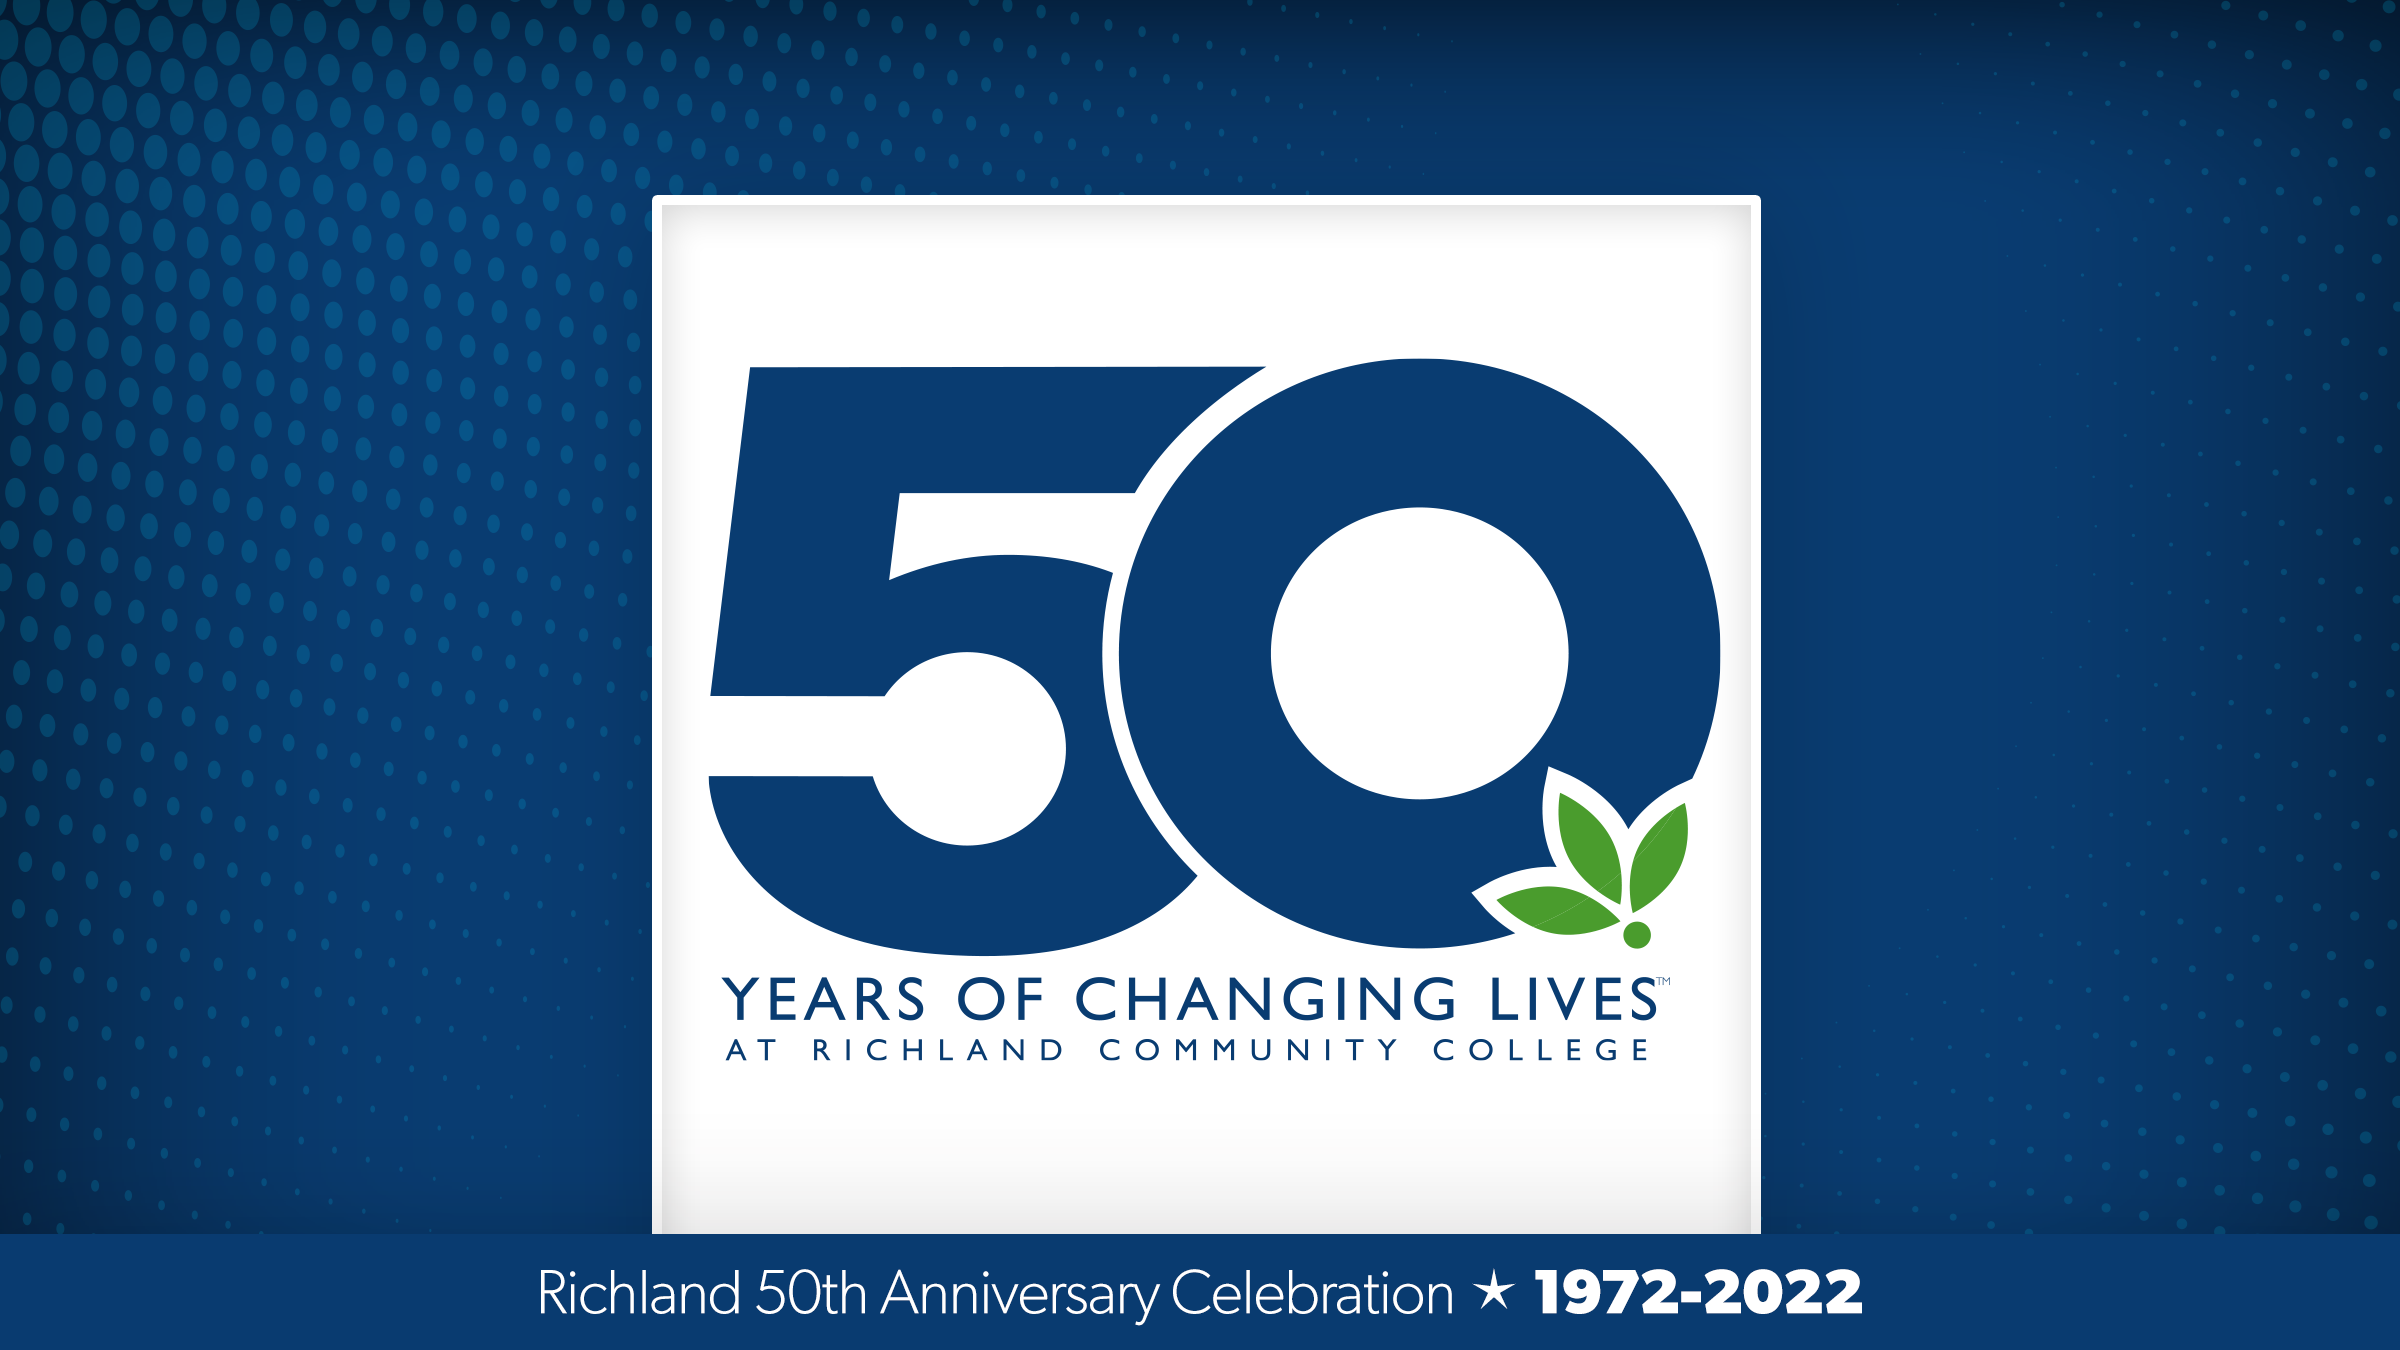 50
YEARS OF CHANGING LIVES™
AT RICHLAND COMMUNITY COLLEGE
Richland 50th Anniversary Celebration ★ 1972-2022